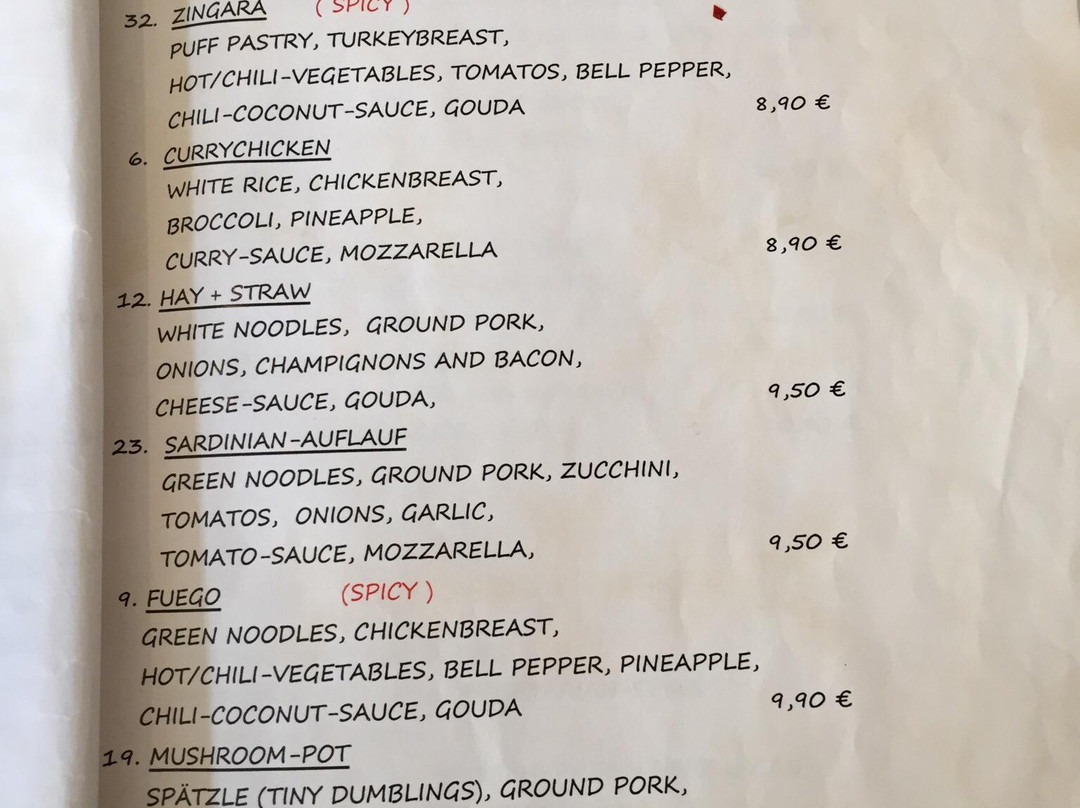 32. ZINGARA (SPICY)
PUFF PASTRY, TURKEYBREAST,
HOT/CHILI-VEGETABLES, TOMATOS, BELL PEPPER,
CHILI-COCONUT-SAUCE, GOUDA 8,90 €
6. CURRYCHICKEN
WHITE RICE, CHICKENBREAST,
BROCCOLI, PINEAPPLE,
CURRY-SAUCE, MOZZARELLA 8,90 €
12. HAY + STRAW
WHITE NOODLES, GROUND PORK,
ONIONS, CHAMPIGNONS AND BACON,
CHEESE-SAUCE, GOUDA, 9,50 €
23. SARDINIAN-AUFLAUF
GREEN NOODLES, GROUND PORK, ZUCCHINI,
TOMATOS, ONIONS, GARLIC,
TOMATO-SAUCE, MOZZARELLA, 9,50 €
9. FUEGO (SPICY )
GREEN NOODLES, CHICKENBREAST,
HOT/CHILI-VEGETABLES, BELL PEPPER, PINEAPPLE,
CHILI-COCONUT-SAUCE, GOUDA 9,90 €
19. MUSHROOM-POT
SPÄTZLE (TINY DUMBLINGS), GROUND PORK,